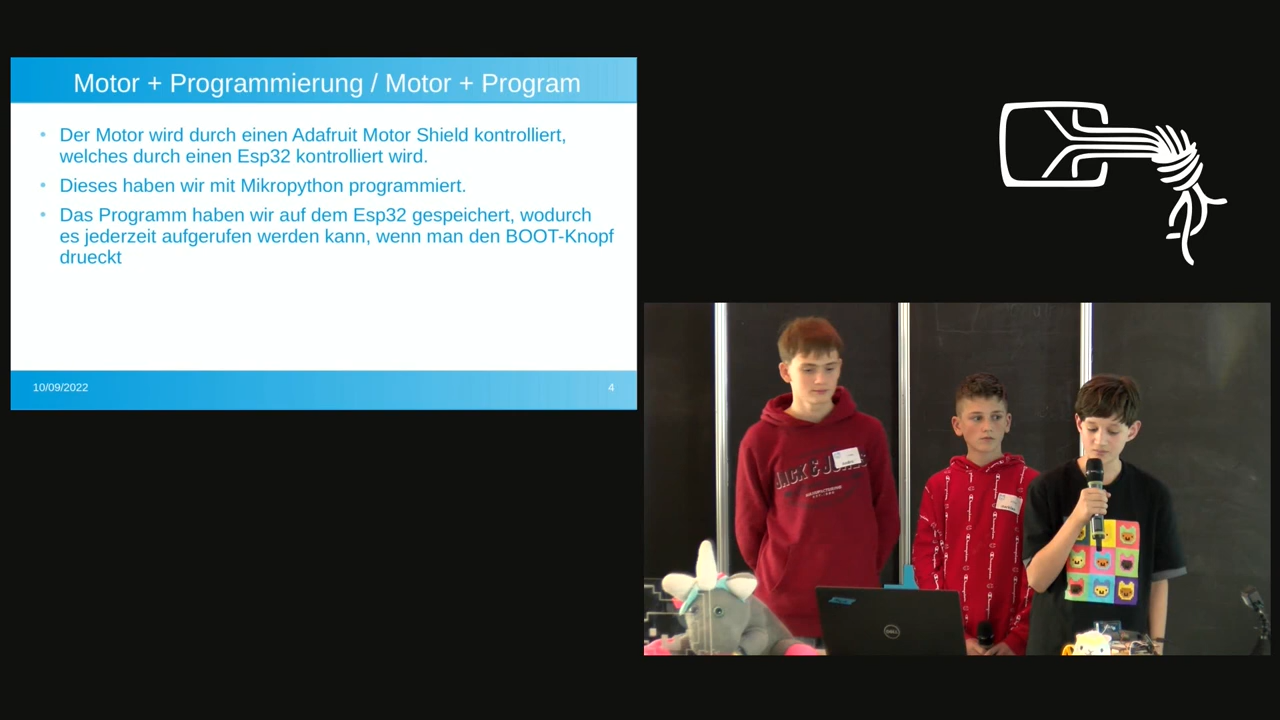 Motor + Programmierung / Motor + Program
Der Motor wird durch einen Adafruit Motor Shield kontrolliert,
welches durch einen Esp32 kontrolliert wird.
Dieses haben wir mit Mikropython programmiert.
Das Programm haben wir auf dem Esp32 gespeichert, wodurch
es jederzeit aufgerufen werden kann, wenn man den BOOT-Knopf
drueckt
10/09/2022
4
JACK & JONES
DELL